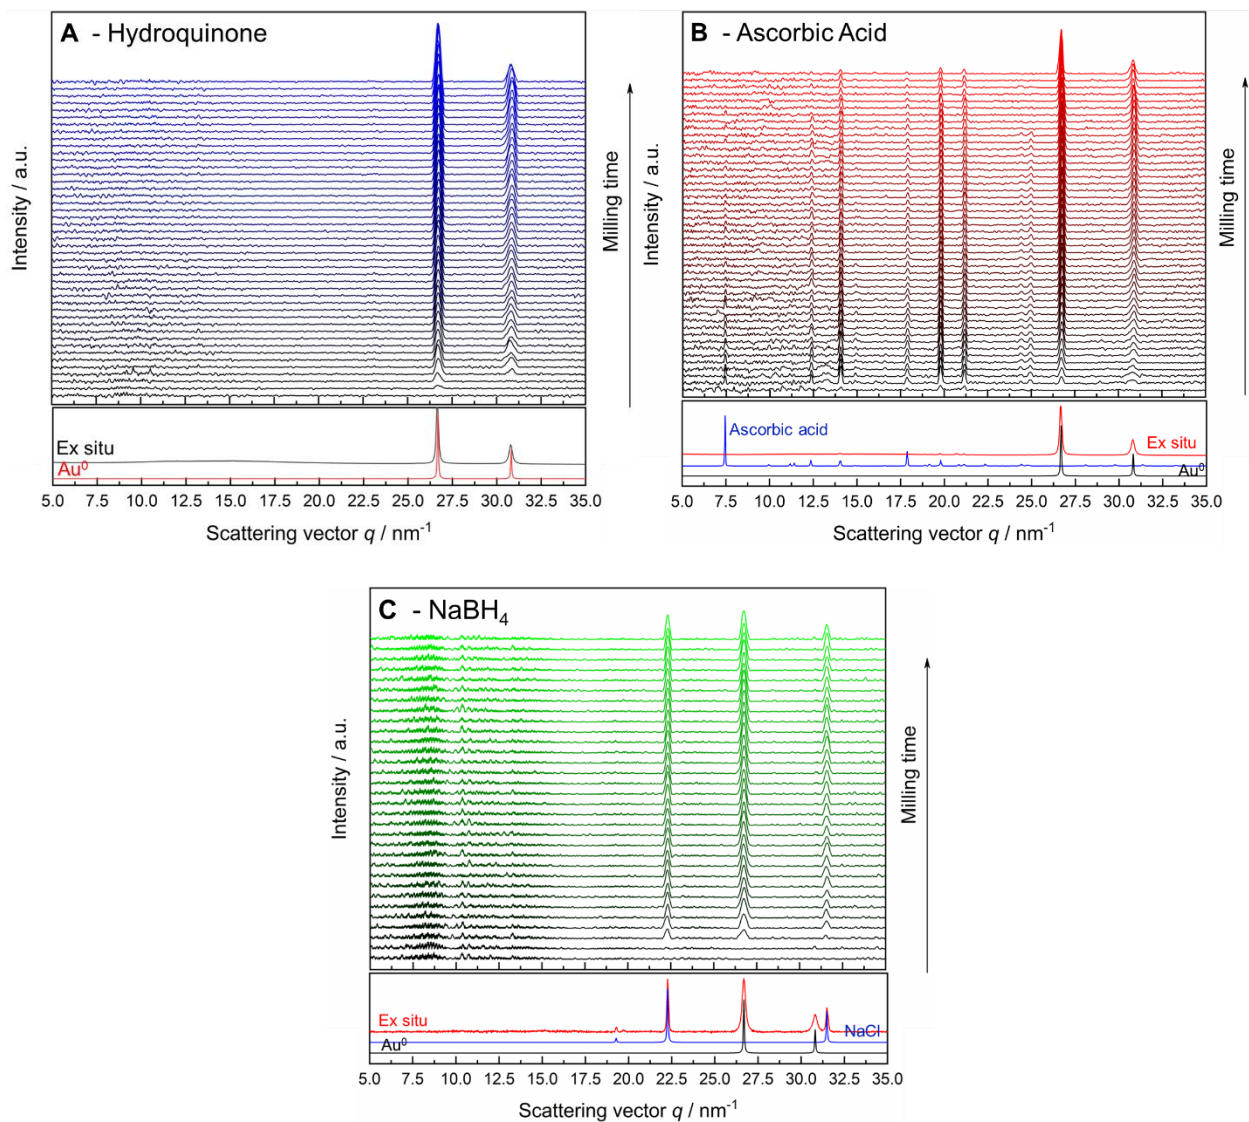 A - Hydroquinone
Intensity / a.u.
Milling time
Ex situ
Au⁰
5.0 7.5 10.0 12.5 15.0 17.5 20.0 22.5 25.0 27.5 30.0 32.5 35.0
Scattering vector q / nm⁻¹
B - Ascorbic Acid
Intensity / a.u.
Milling time
Ascorbic acid
Ex situ
Au⁰
5.0 7.5 10.0 12.5 15.0 17.5 20.0 22.5 25.0 27.5 30.0 32.5 35.0
Scattering vector q / nm⁻¹
C - NaBH₄
Intensity / a.u.
Milling time
Ex situ
NaCl
Au⁰
5.0 7.5 10.0 12.5 15.0 17.5 20.0 22.5 25.0 27.5 30.0 32.5 35.0
Scattering vector q / nm⁻¹